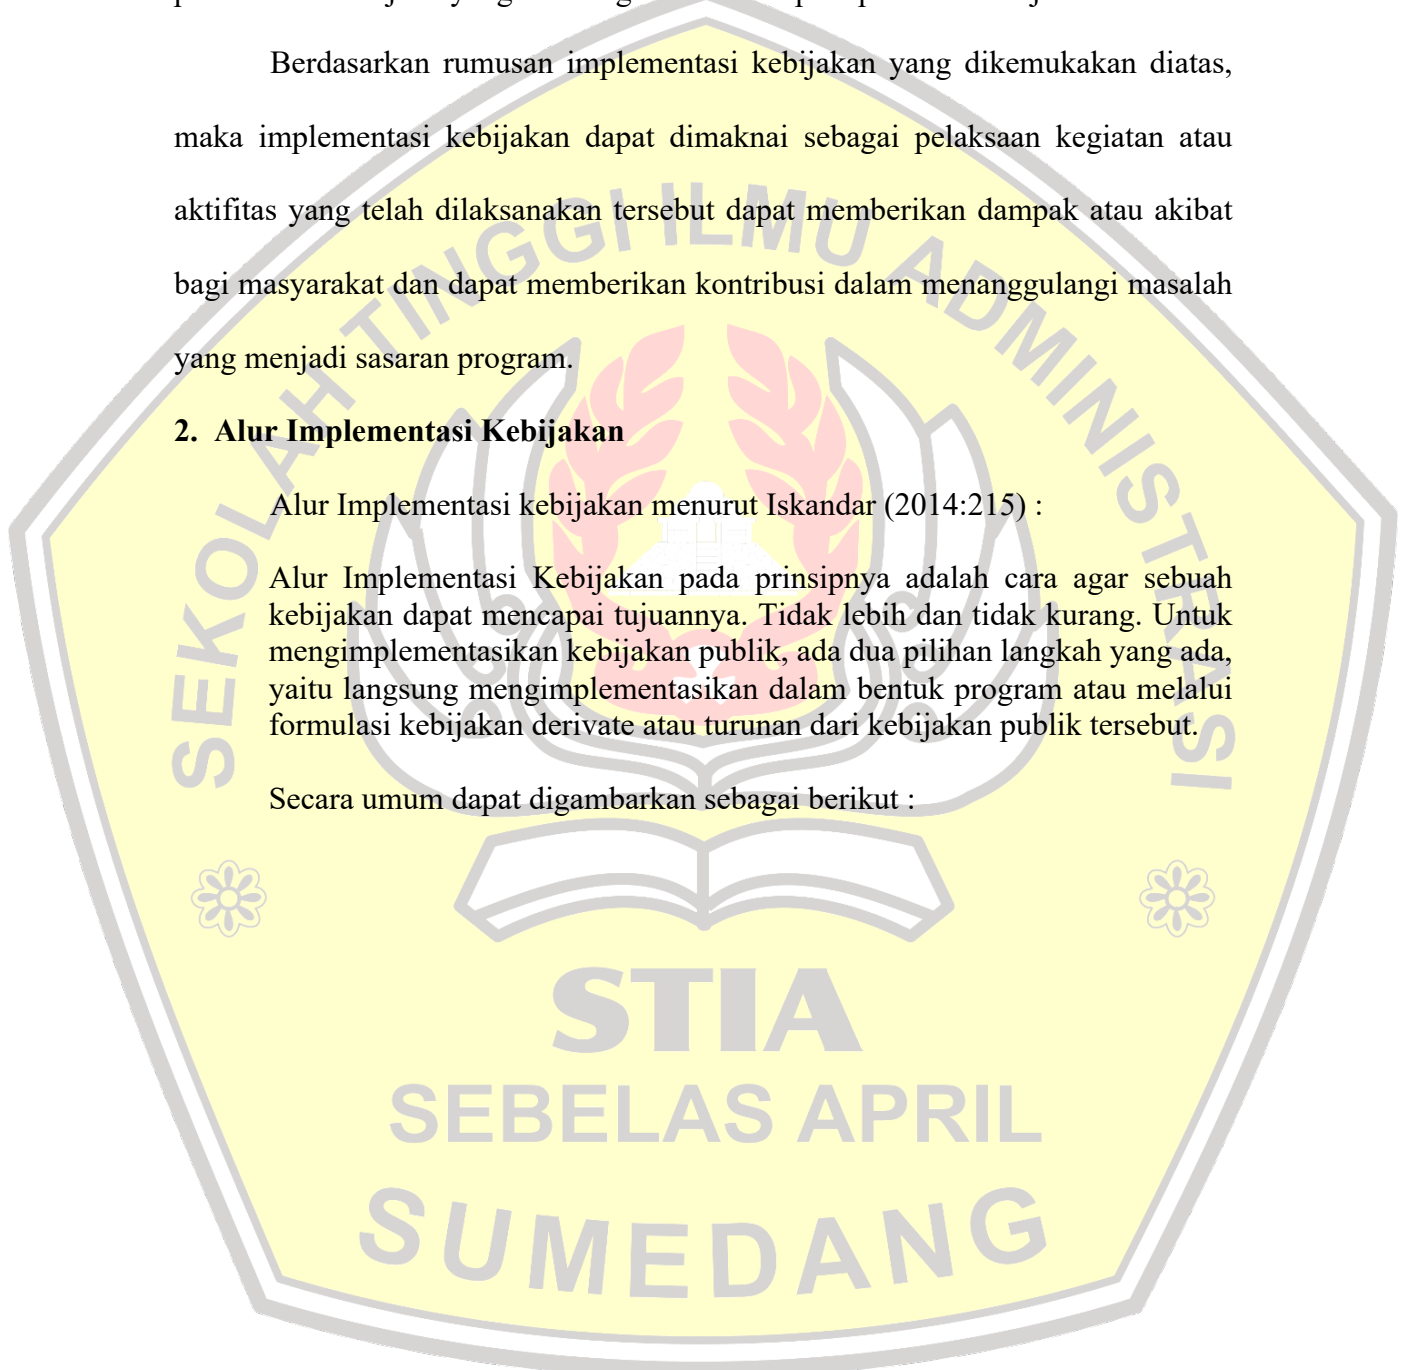 Berdasarkan rumusan implementasi kebijakan yang dikemukakan diatas,
maka implementasi kebijakan dapat dimaknai sebagai pelaksaan kegiatan atau
aktifitas yang telah dilaksanakan tersebut dapat memberikan dampak atau akibat
bagi masyarakat dan dapat memberikan kontribusi dalam menanggulangi masalah
yang menjadi sasaran program.
2. Alur Implementasi Kebijakan
Alur Implementasi kebijakan menurut Iskandar (2014:215) :
Alur Implementasi Kebijakan pada prinsipnya adalah cara agar sebuah
kebijakan dapat mencapai tujuannya. Tidak lebih dan tidak kurang. Untuk
mengimplementasikan kebijakan publik, ada dua pilihan langkah yang ada,
yaitu langsung mengimplementasikan dalam bentuk program atau melalui
formulasi kebijakan derivate atau turunan dari kebijakan publik tersebut.
Secara umum dapat digambarkan sebagai berikut :
SEKOLAH TINGGI ILMU ADMINISTRASI
STIA
SEBELAS APRIL
SUMEDANG